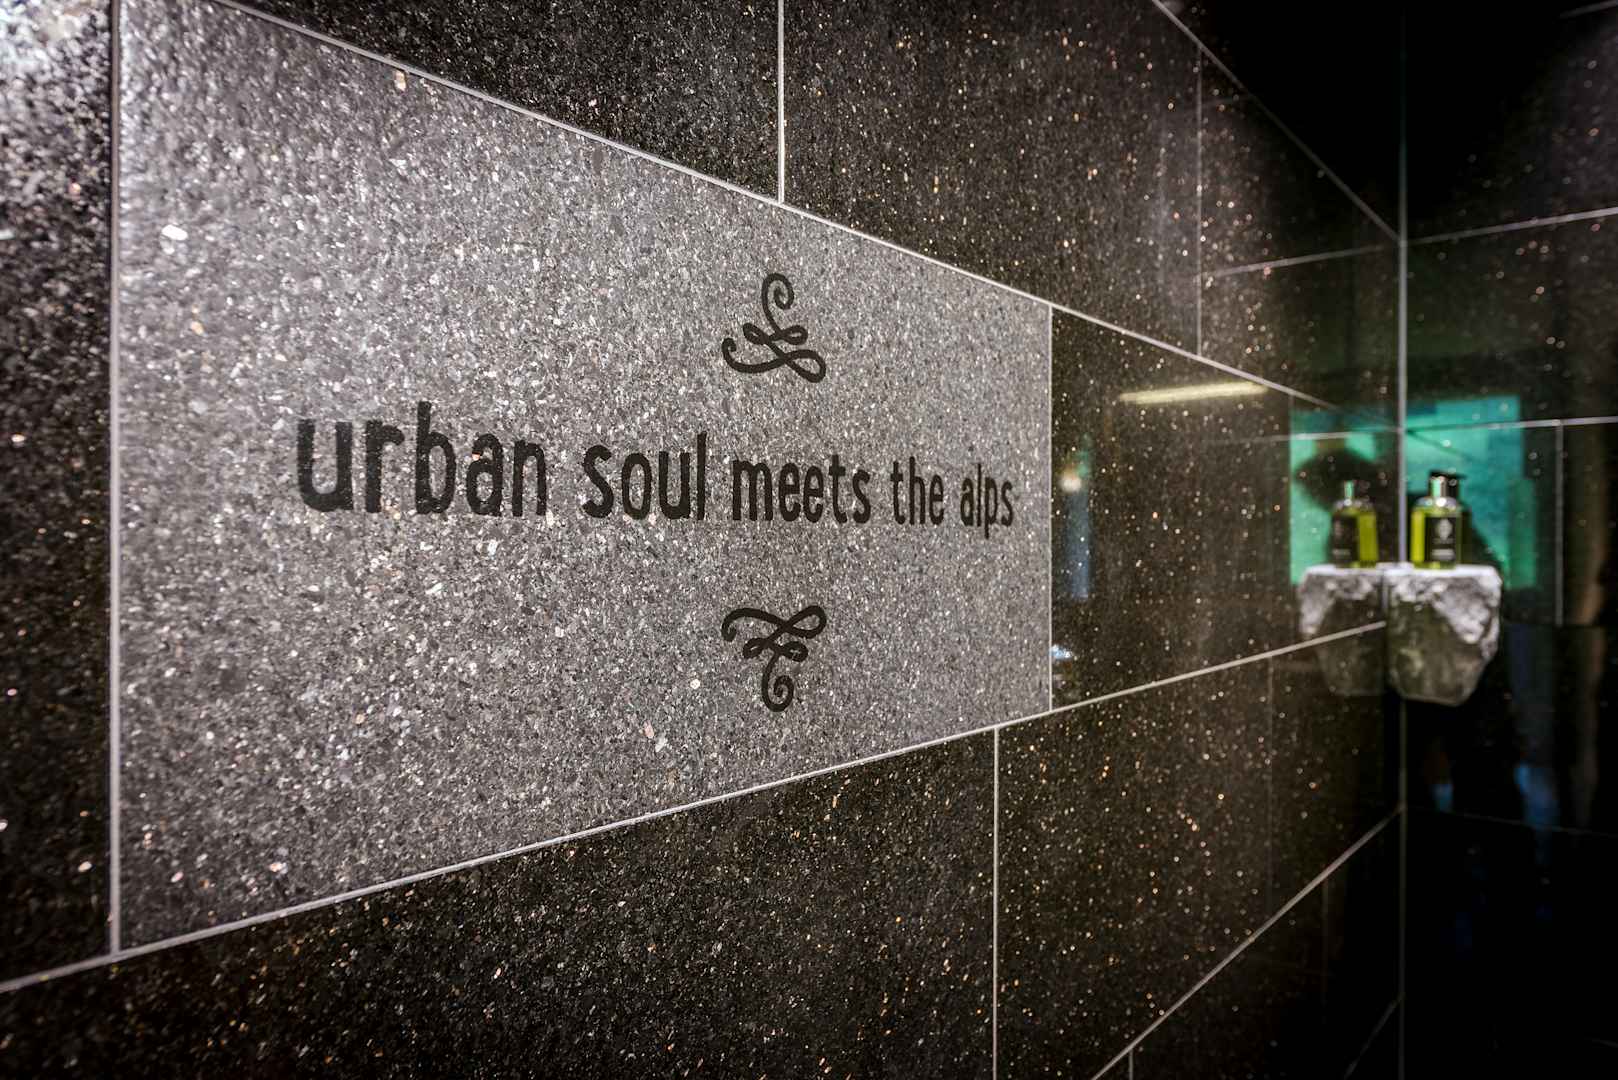 urban soul meets the alps